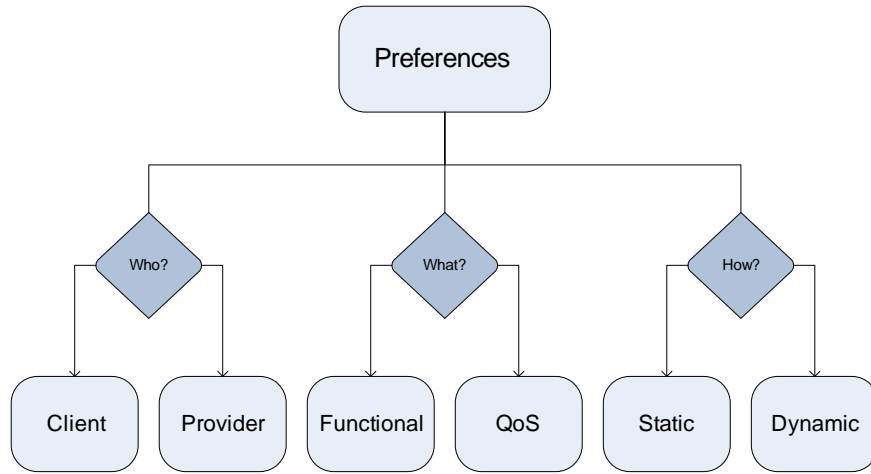 Preferences
Who?
What?
How?
Client
Provider
Functional
QoS
Static
Dynamic